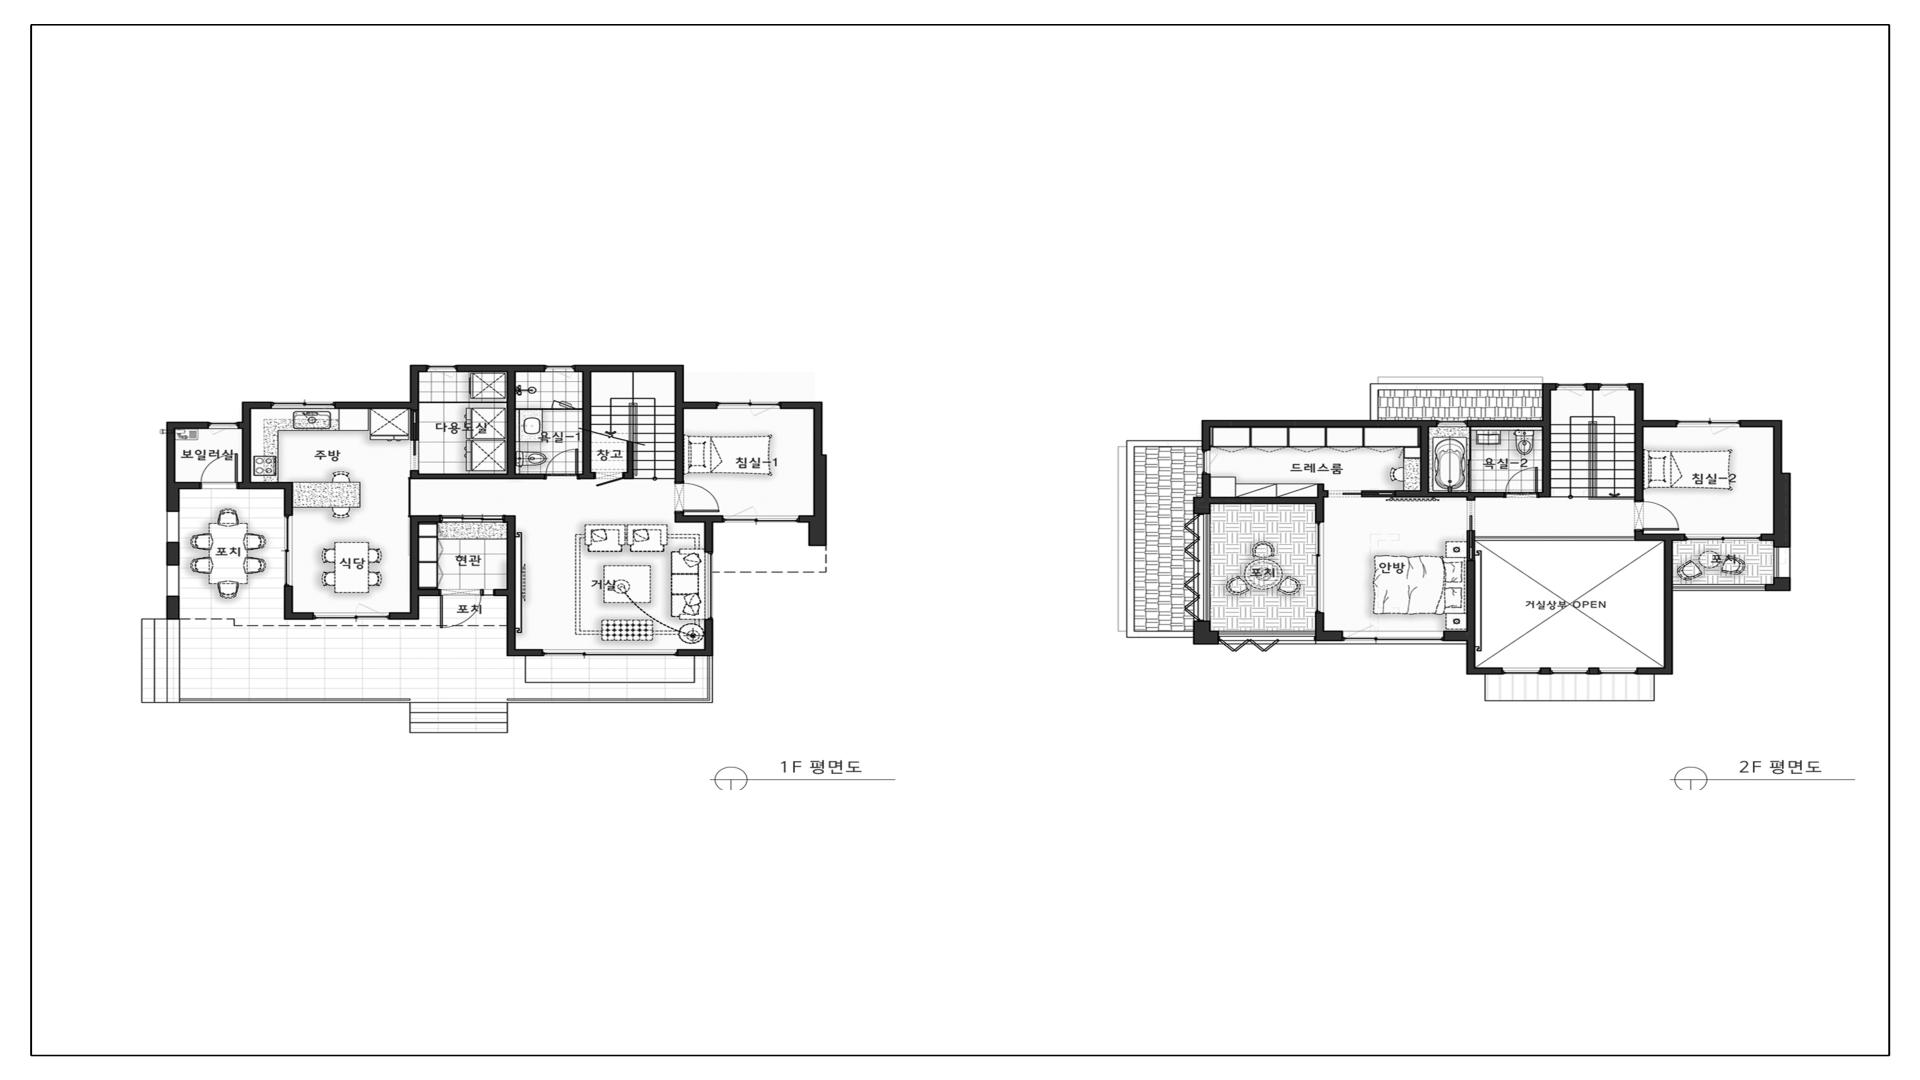 다용도실
욕실-1
창고
보일러실
주방
침실-1
포치
식당
현관
거실
포치
1F 평면도
드레스룸
욕실-2
침실-2
포치
안방
포치
거실상부 OPEN
2F 평면도